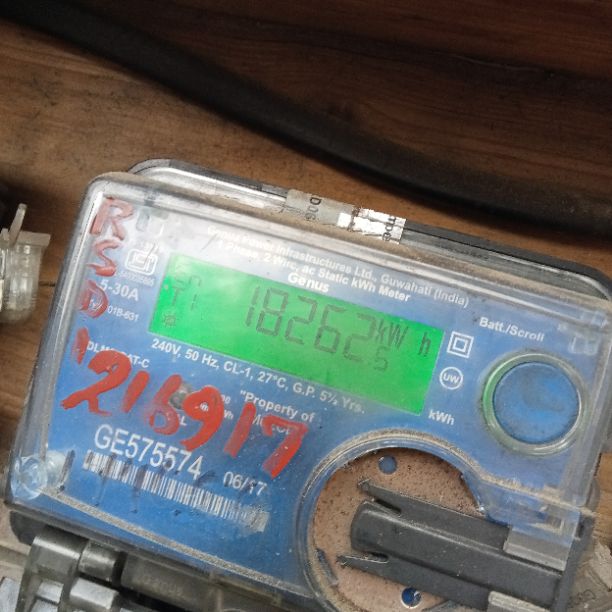 Genus Power Infrastructures Ltd., Guwahati (India)
1 Phase, 2 Wire, ac Static kWh Meter
Genus
RSD
5-30A
18262 kW h
Batt./Scroll
UW
kWh
240V, 50 Hz, CL-1, 27°C, G.P. 5½ Yrs.
"Property of
216917
GE575574
06/17